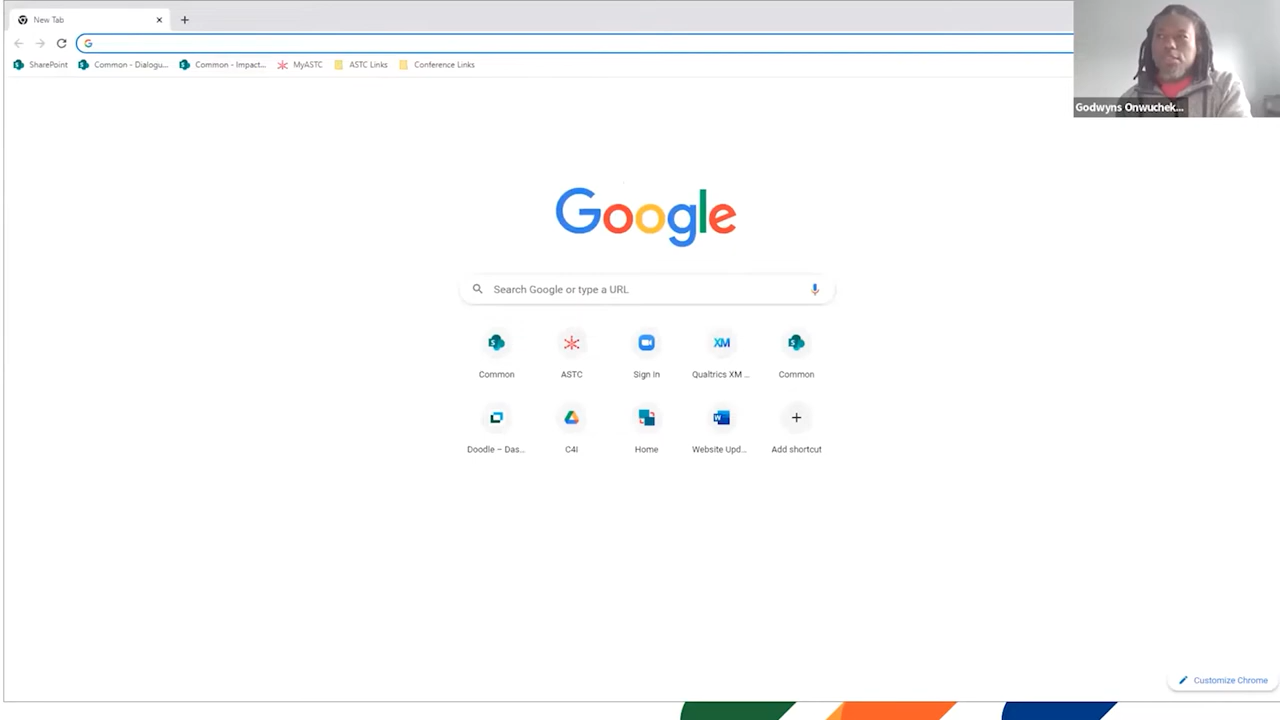 New Tab
SharePoint
Common - Dialogu...
Common - Impact...
MyASTC
ASTC Links
Conference Links
Godwyns Onwuchek...
Google
Search Google or type a URL
Common
ASTC
Sign In
XM
Qualtrics XM ...
Common
Doodle – Das...
C4I
Home
Website Upd...
Add shortcut
Customize Chrome